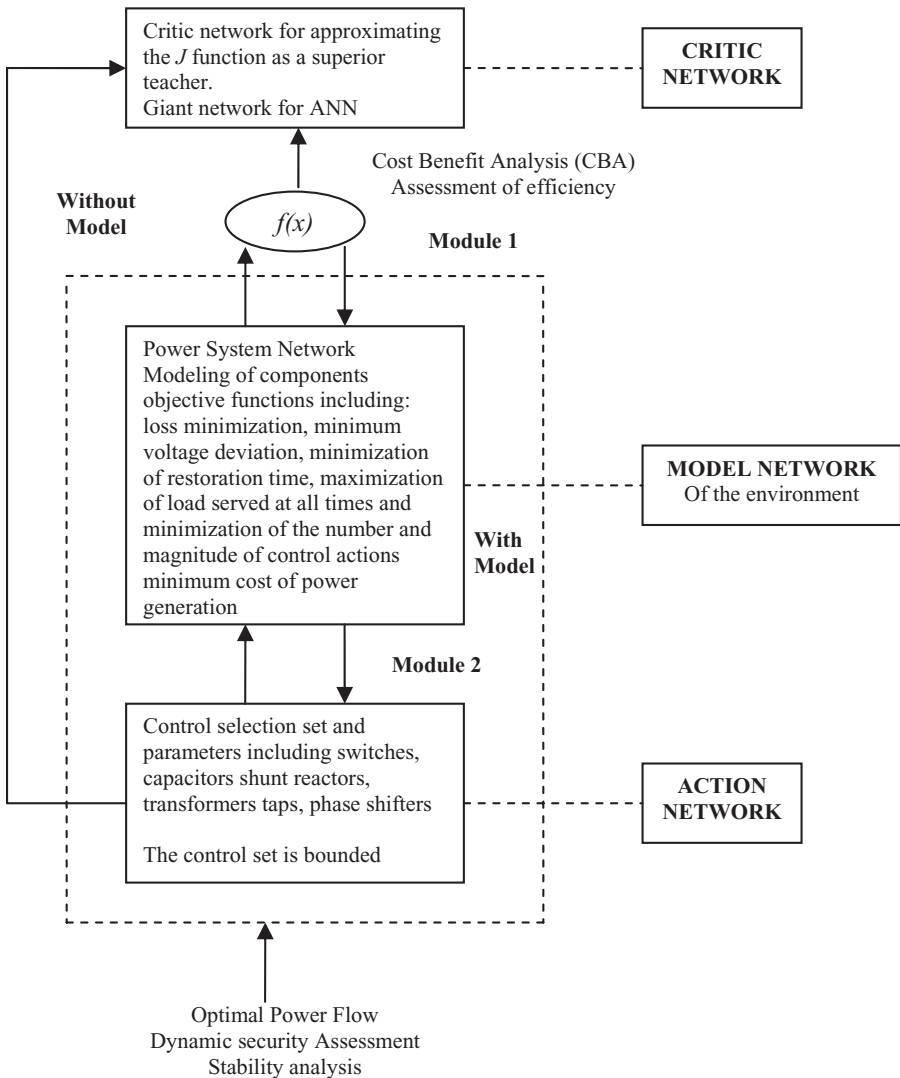 Critic network for approximating
the J function as a superior
teacher.
Giant network for ANN
CRITIC
NETWORK
Cost Benefit Analysis (CBA)
Assessment of efficiency
Without
Model
f(x)
Module 1
Power System Network
Modeling of components
objective functions including:
loss minimization, minimum
voltage deviation, minimization
of restoration time, maximization
of load served at all times and
minimization of the number and
magnitude of control actions
minimum cost of power
generation
MODEL NETWORK
Of the environment
With
Model
Module 2
Control selection set and
parameters including switches,
capacitors shunt reactors,
transformers taps, phase shifters
The control set is bounded
ACTION
NETWORK
Optimal Power Flow
Dynamic security Assessment
Stability analysis